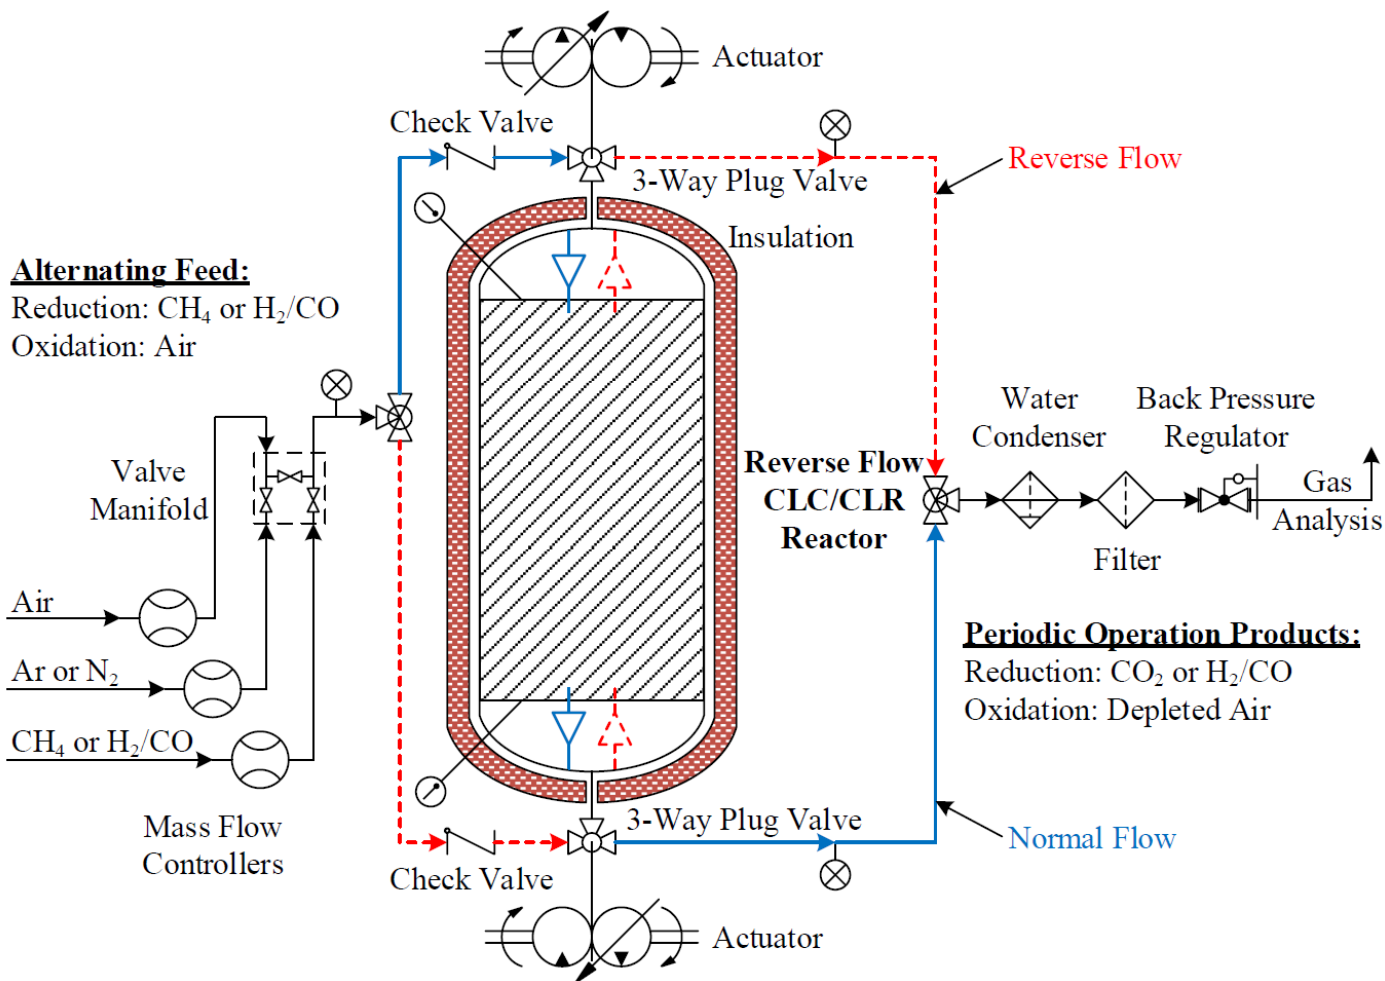 Actuator
Check Valve
3-Way Plug Valve
Reverse Flow
Insulation
Alternating Feed:
Reduction: CH₄ or H₂/CO
Oxidation: Air
Valve
Manifold
Air
Ar or N₂
CH₄ or H₂/CO
Mass Flow
Controllers
Reverse Flow
CLC/CLR
Reactor
Water
Condenser
Back Pressure
Regulator
Gas
Analysis
Filter
Periodic Operation Products:
Reduction: CO₂ or H₂/CO
Oxidation: Depleted Air
3-Way Plug Valve
Normal Flow
Check Valve
Actuator